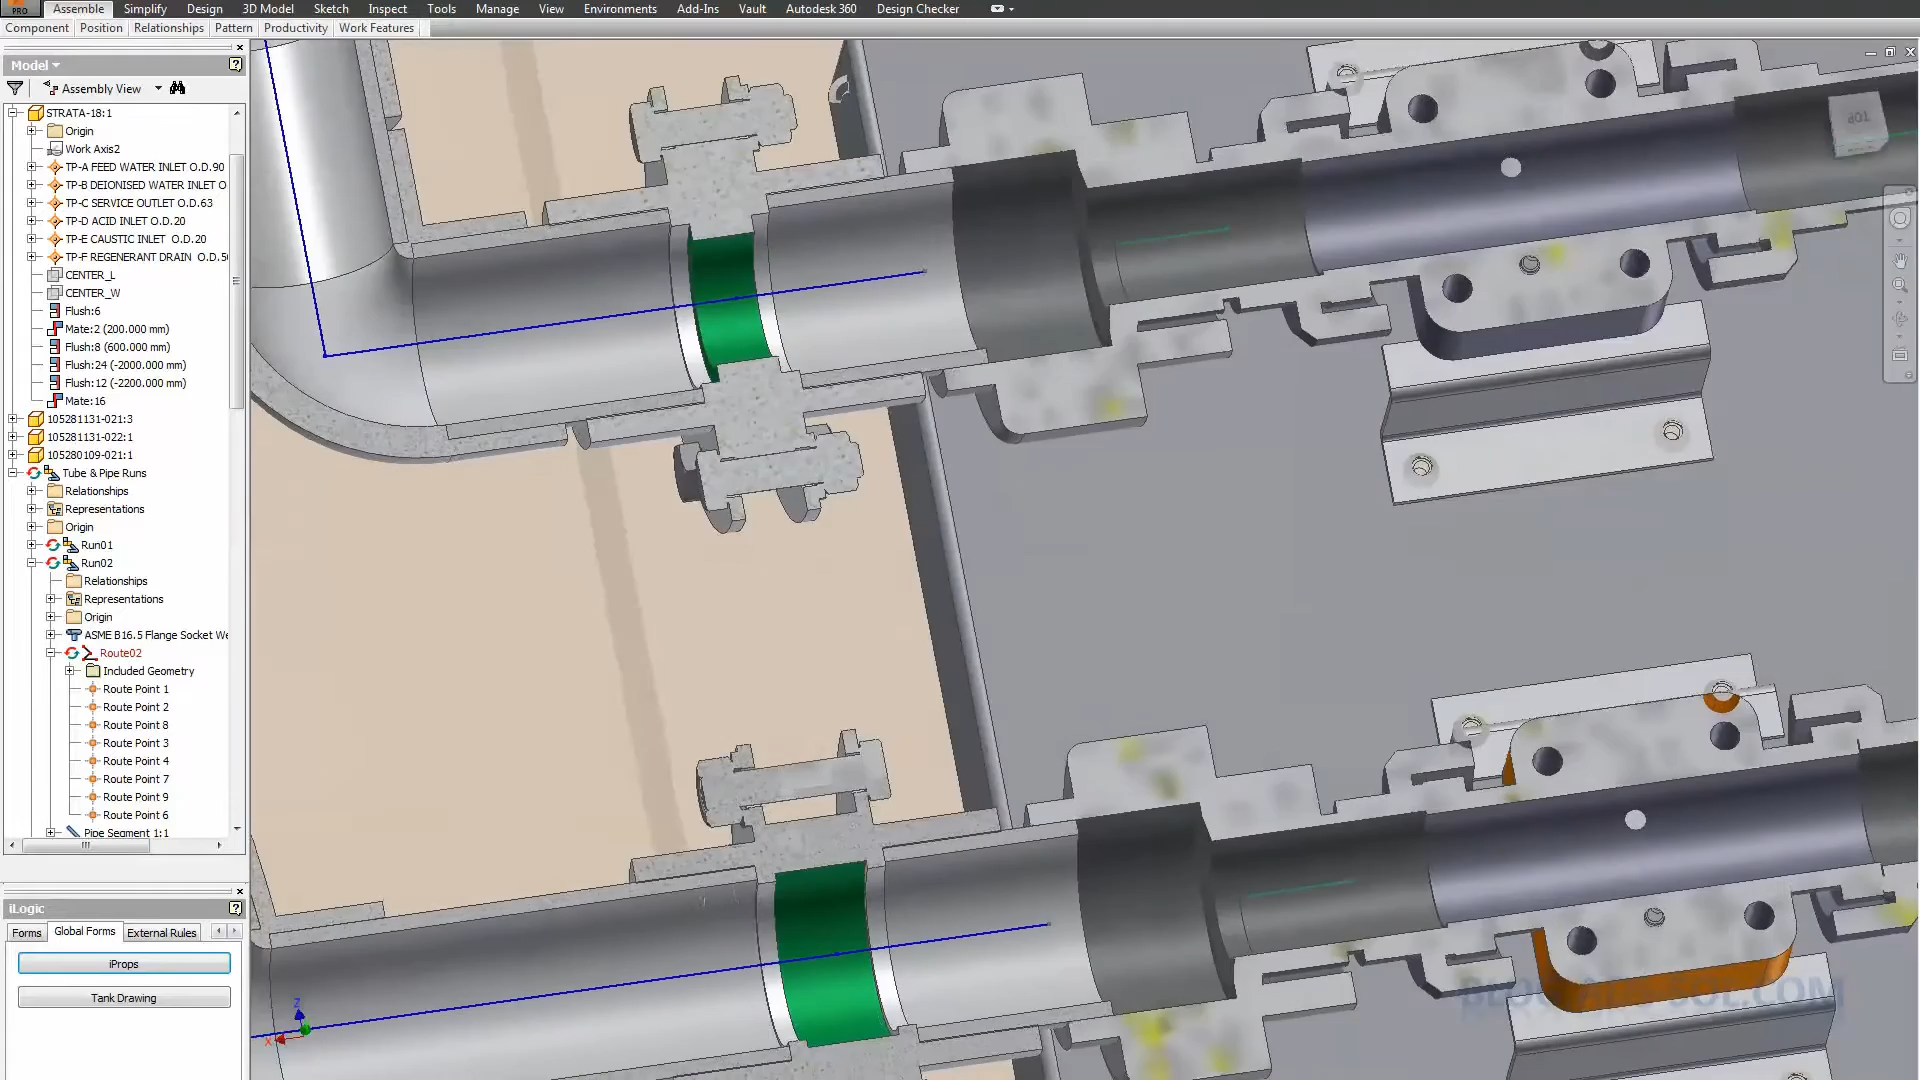 PRO
Assemble Simplify Design 3D Model Sketch Inspect Tools Manage View Environments Add-Ins Vault Autodesk 360 Design Checker
Component Position Relationships Pattern Productivity Work Features
Model
Assembly View
STRATA-18:1
Origin
Work Axis2
TP-A FEED WATER INLET O.D.90
TP-B DEIONISED WATER INLET O
TP-C SERVICE OUTLET O.D.63
TP-D ACID INLET O.D.20
TP-E CAUSTIC INLET O.D.20
TP-F REGENERANT DRAIN O.D.5
CENTER_L
CENTER_W
Flush:6
Mate:2 (200.000 mm)
Flush:8 (600.000 mm)
Flush:24 (-2000.000 mm)
Flush:12 (-2200.000 mm)
Mate:16
105281131-021:3
105281131-022:1
105280109-021:1
Tube & Pipe Runs
Relationships
Representations
Origin
Run01
Run02
Relationships
Representations
Origin
ASME B16.5 Flange Socket We
Route02
Included Geometry
Route Point 1
Route Point 2
Route Point 8
Route Point 3
Route Point 4
Route Point 7
Route Point 9
Route Point 6
Pipe Segment 1:1
iLogic
Forms Global Forms External Rules
iProps
Tank Drawing
TOP
Z
X